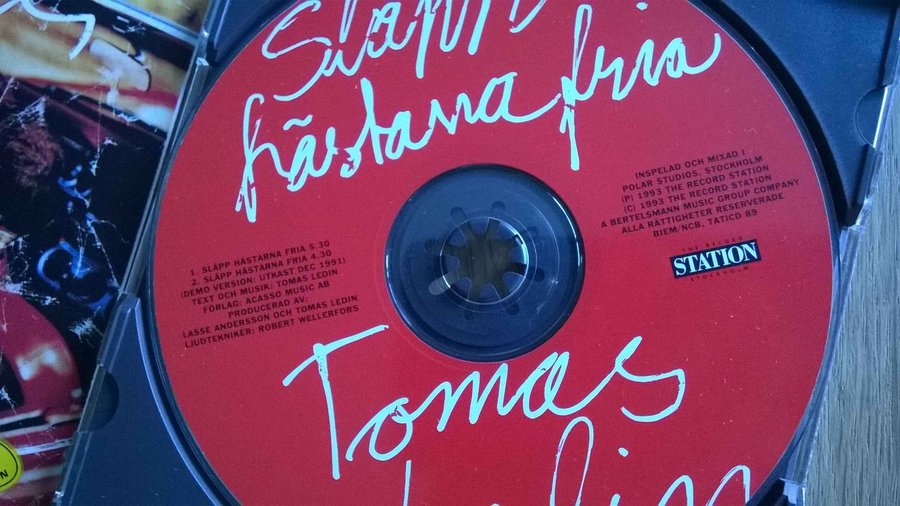 Släpp
hästarna fria
INSPELAD OCH MIXAD I
POLAR STUDIOS, STOCKHOLM
(P) 1993 THE RECORD STATION
(C) 1993 THE RECORD STATION
A BERTELSMANN MUSIC GROUP COMPANY
ALLA RÄTTIGHETER RESERVERADE
BIEM/NCB, TATICD 89
THE RECORD
STATION
STOCKHOLM
1. SLÄPP HÄSTARNA FRIA 5.30
2. SLÄPP HÄSTARNA FRIA 4.30
(DEMO VERSION: UTKAST DEC 1991)
TEXT OCH MUSIK: TOMAS LEDIN
FÖRLAG: ACASSO MUSIC AB
PRODUCERAD AV:
LASSE ANDERSSON OCH TOMAS LEDIN
LJUDTEKNIKER: ROBERT WELLERFORS
Tomas
Ledin